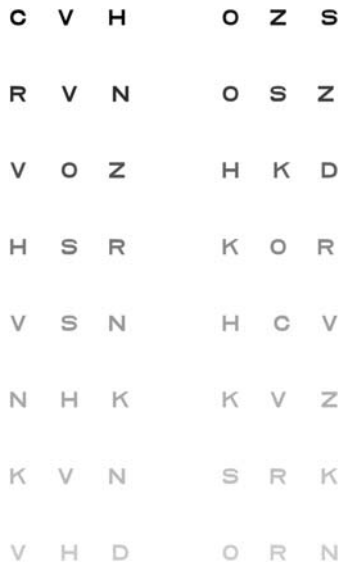 C V H O Z S
R V N O S Z
V O Z H K D
H S R K O R
V S N H C V
N H K K V Z
K V N S R K
V H D O R N